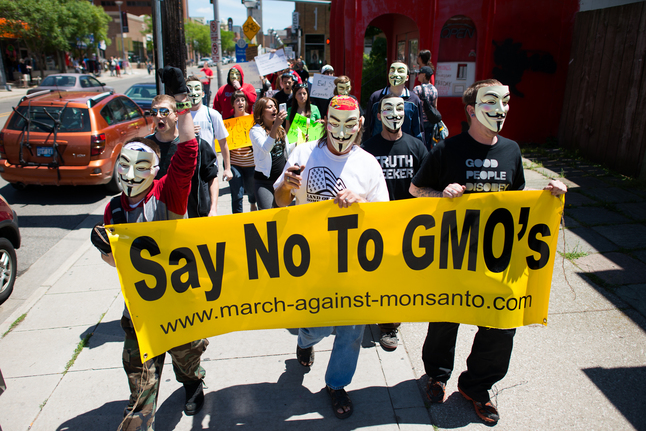 Say No To GMO's
www.march-against-monsanto.com
TRUTH
SEEKER
GOOD
PEOPLE
DISOBEY